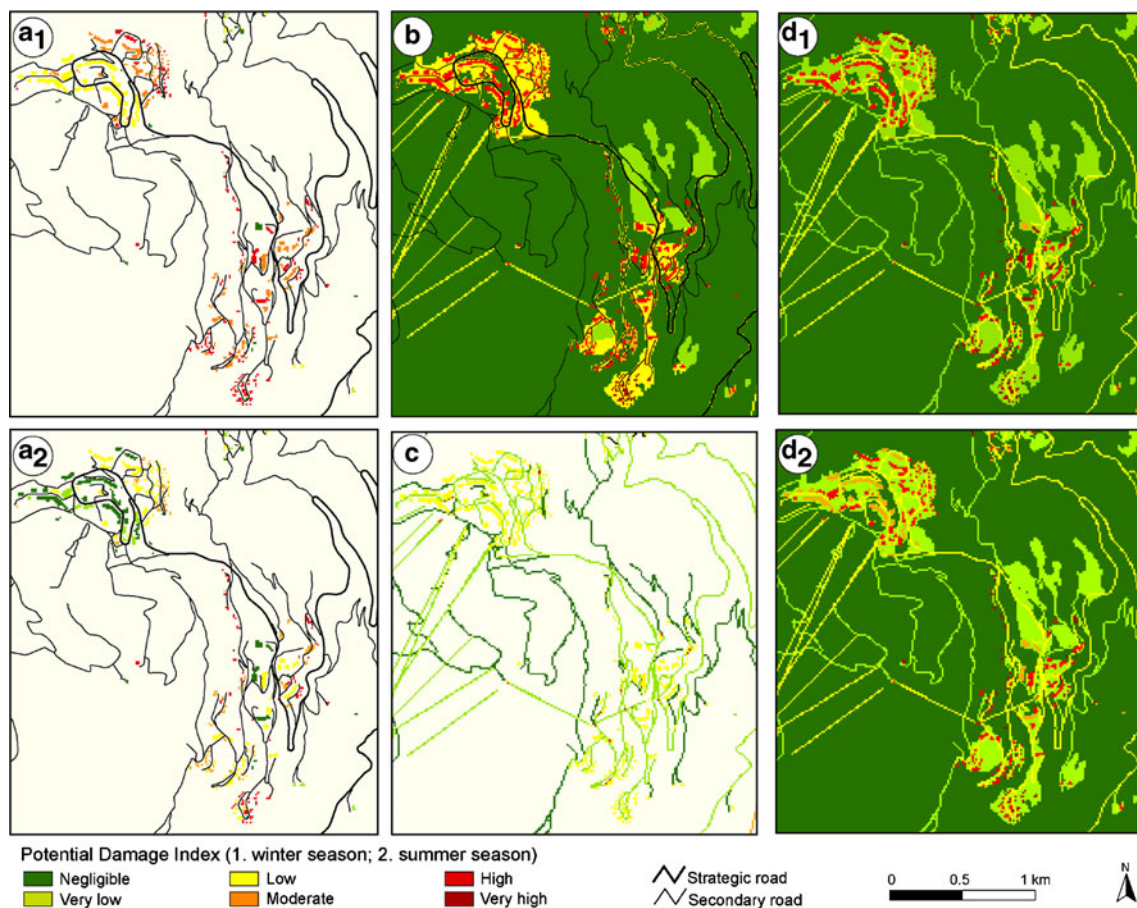 a1
b
d1
a2
c
d2
Potential Damage Index (1. winter season; 2. summer season)
Negligible
Low
High
Strategic road
Very low
Moderate
Very high
Secondary road
0 0.5 1 km
N